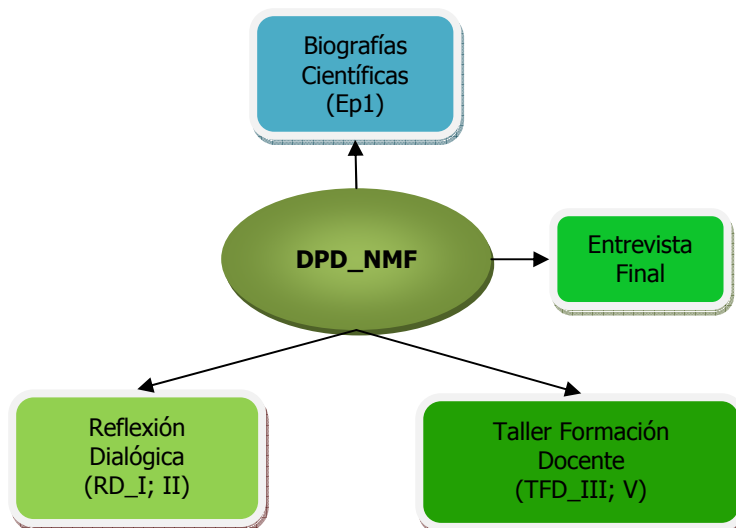 Biografías
Científicas
(Ep1)
DPD_NMF
Entrevista
Final
Reflexión
Dialógica
(RD_I; II)
Taller Formación
Docente
(TFD_III; V)